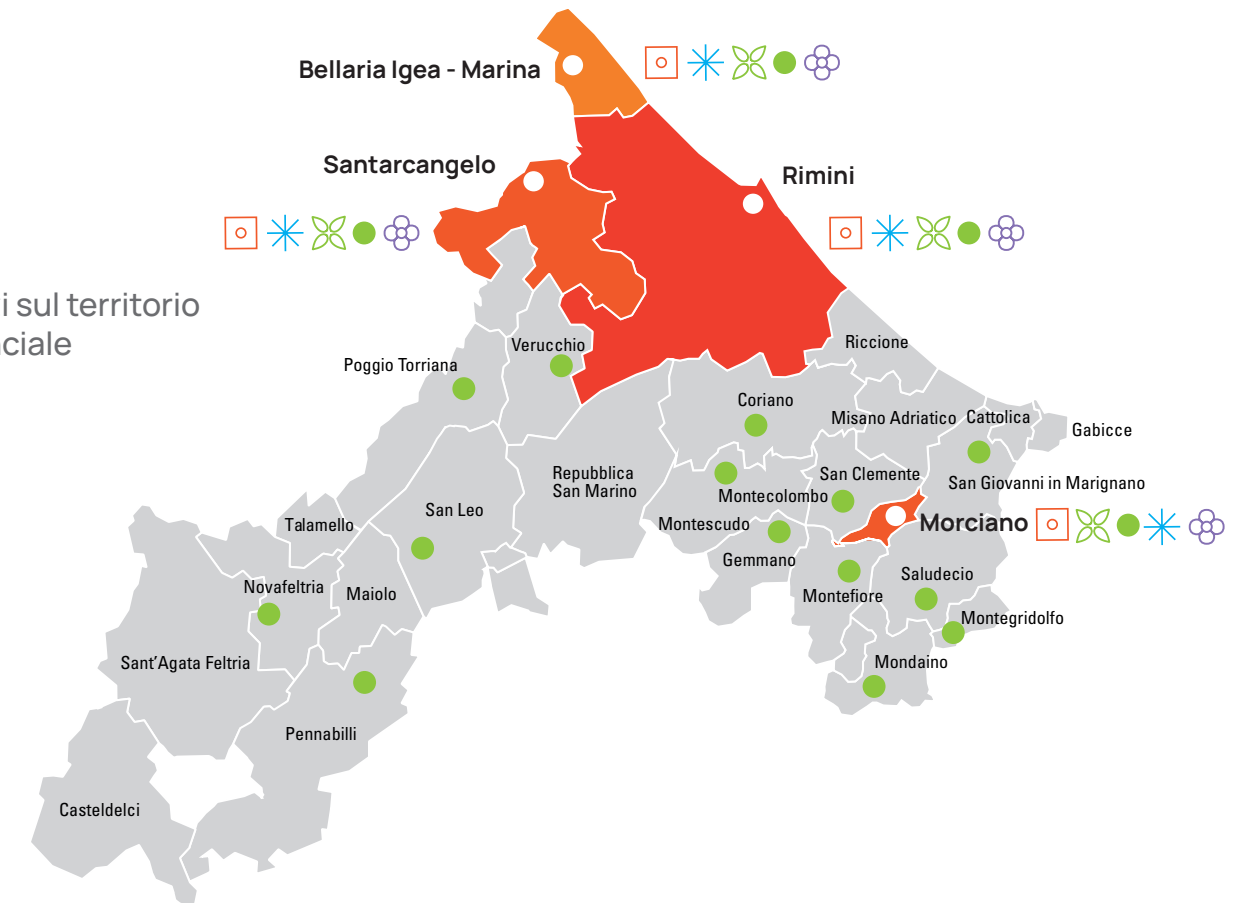 Bellaria Igea - Marina
Santarcangelo
Rimini
i sul territorio
ciale
Riccione
Verucchio
Poggio Torriana
Coriano
Misano Adriatico
Cattolica
Gabicce
Repubblica
San Marino
San Clemente
San Giovanni in Marignano
Montecolombo
San Leo
Talamello
Montescudo
Morciano
Gemmano
Saludecio
Novafeltria
Maiolo
Montefiore
Montegridolfo
Sant'Agata Feltria
Mondaino
Pennabilli
Casteldelci